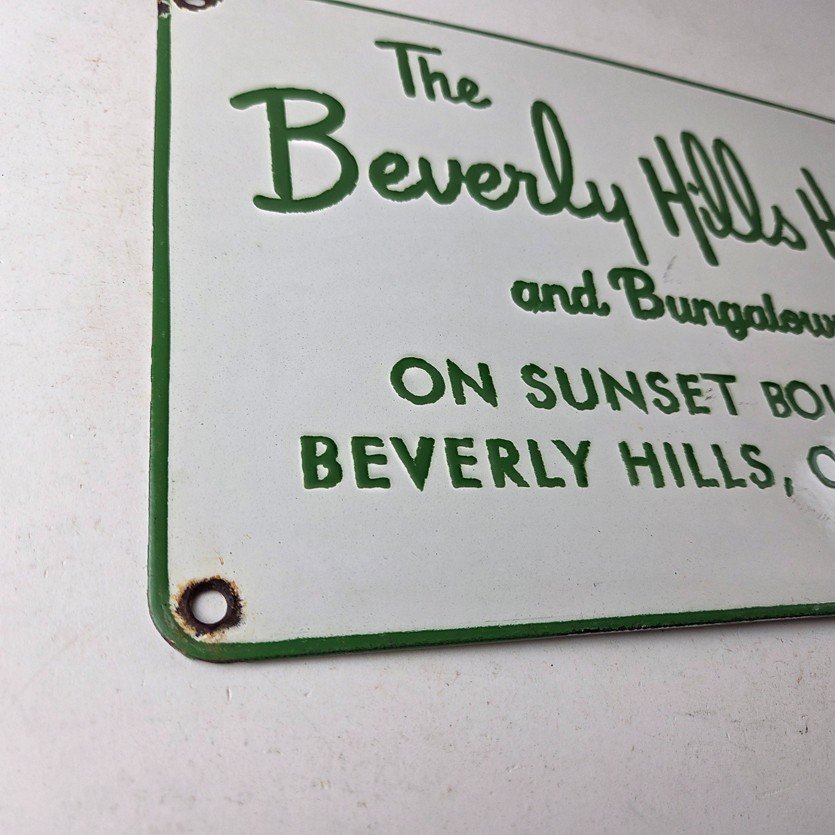 The
Beverly Hills H
and Bungalow
ON SUNSET BO
BEVERLY HILLS, C